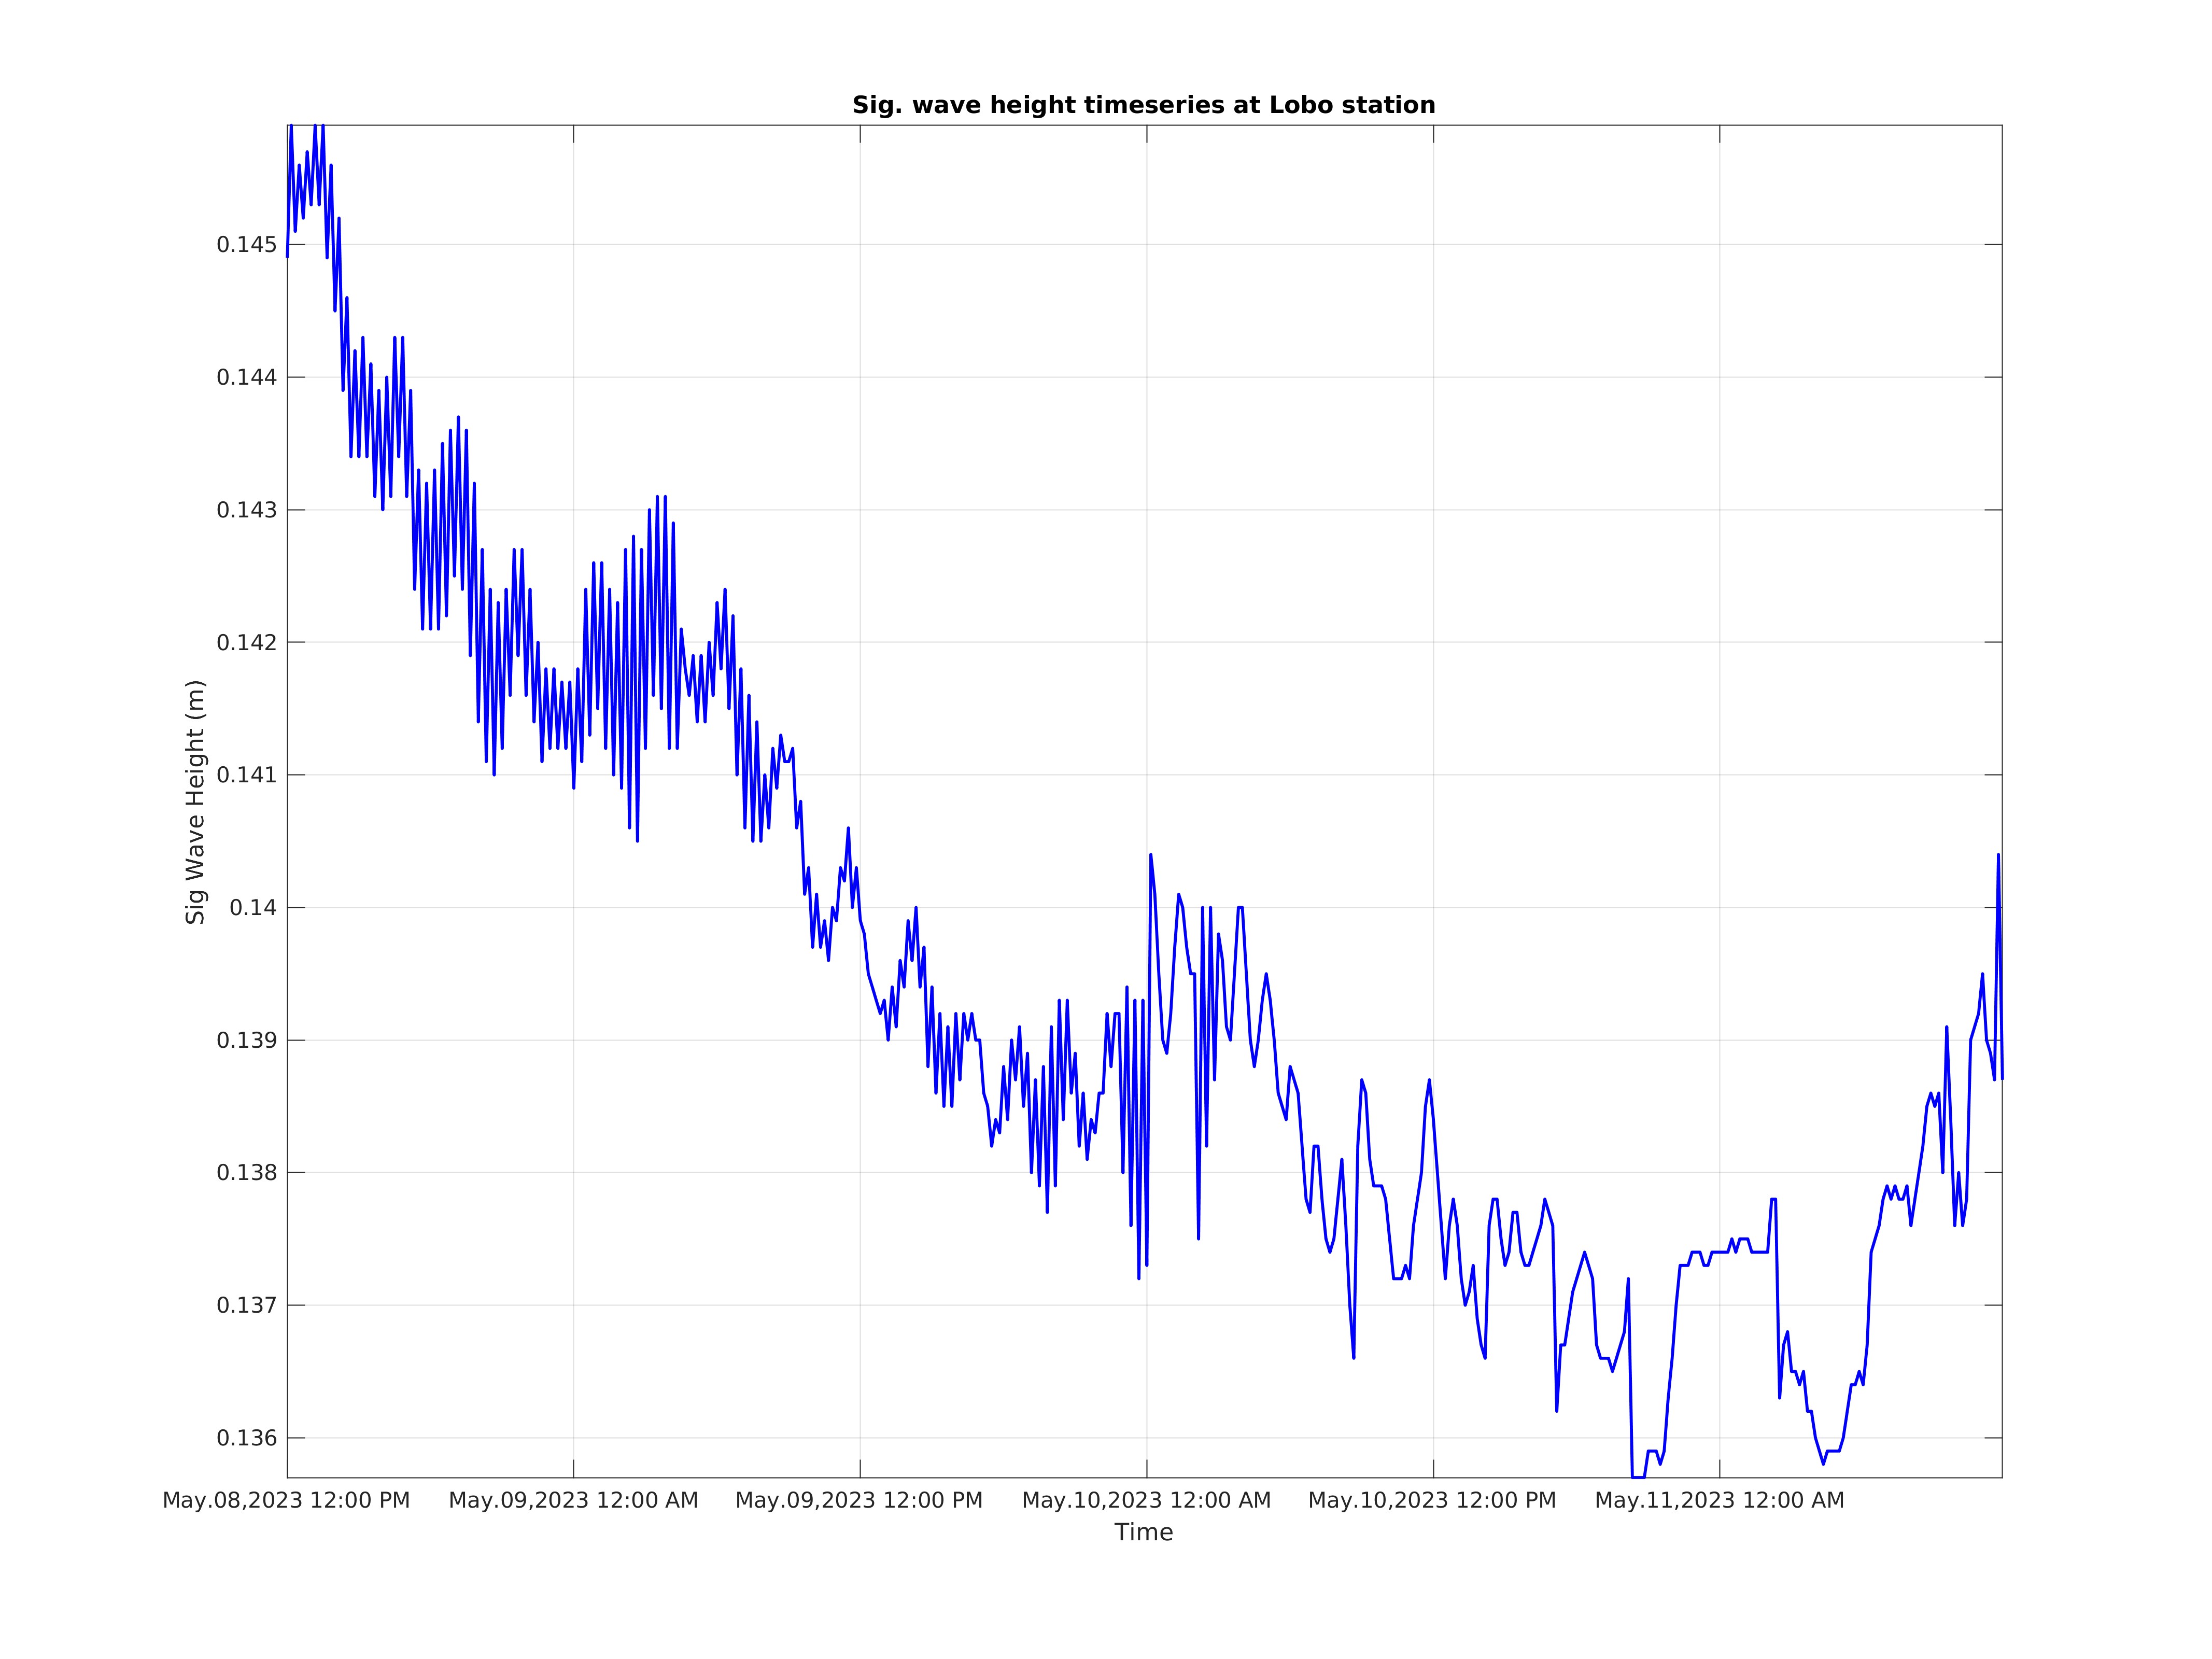 Sig. wave height timeseries at Lobo station
Sig Wave Height (m)
0.145
0.144
0.143
0.142
0.141
0.14
0.139
0.138
0.137
0.136
May.08,2023 12:00 PM
May.09,2023 12:00 AM
May.09,2023 12:00 PM
May.10,2023 12:00 AM
May.10,2023 12:00 PM
May.11,2023 12:00 AM
Time